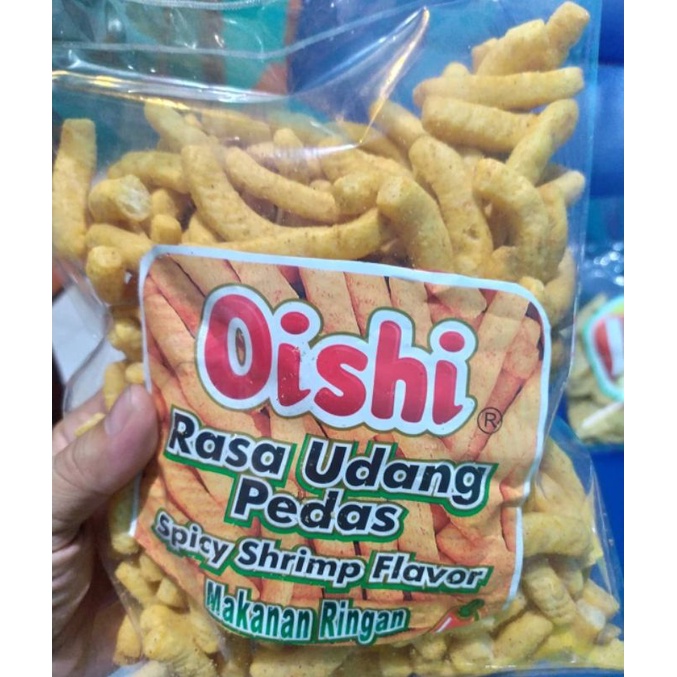 Oishi ®
Rasa Udang
Pedas
Spicy Shrimp Flavor
Makanan Ringan